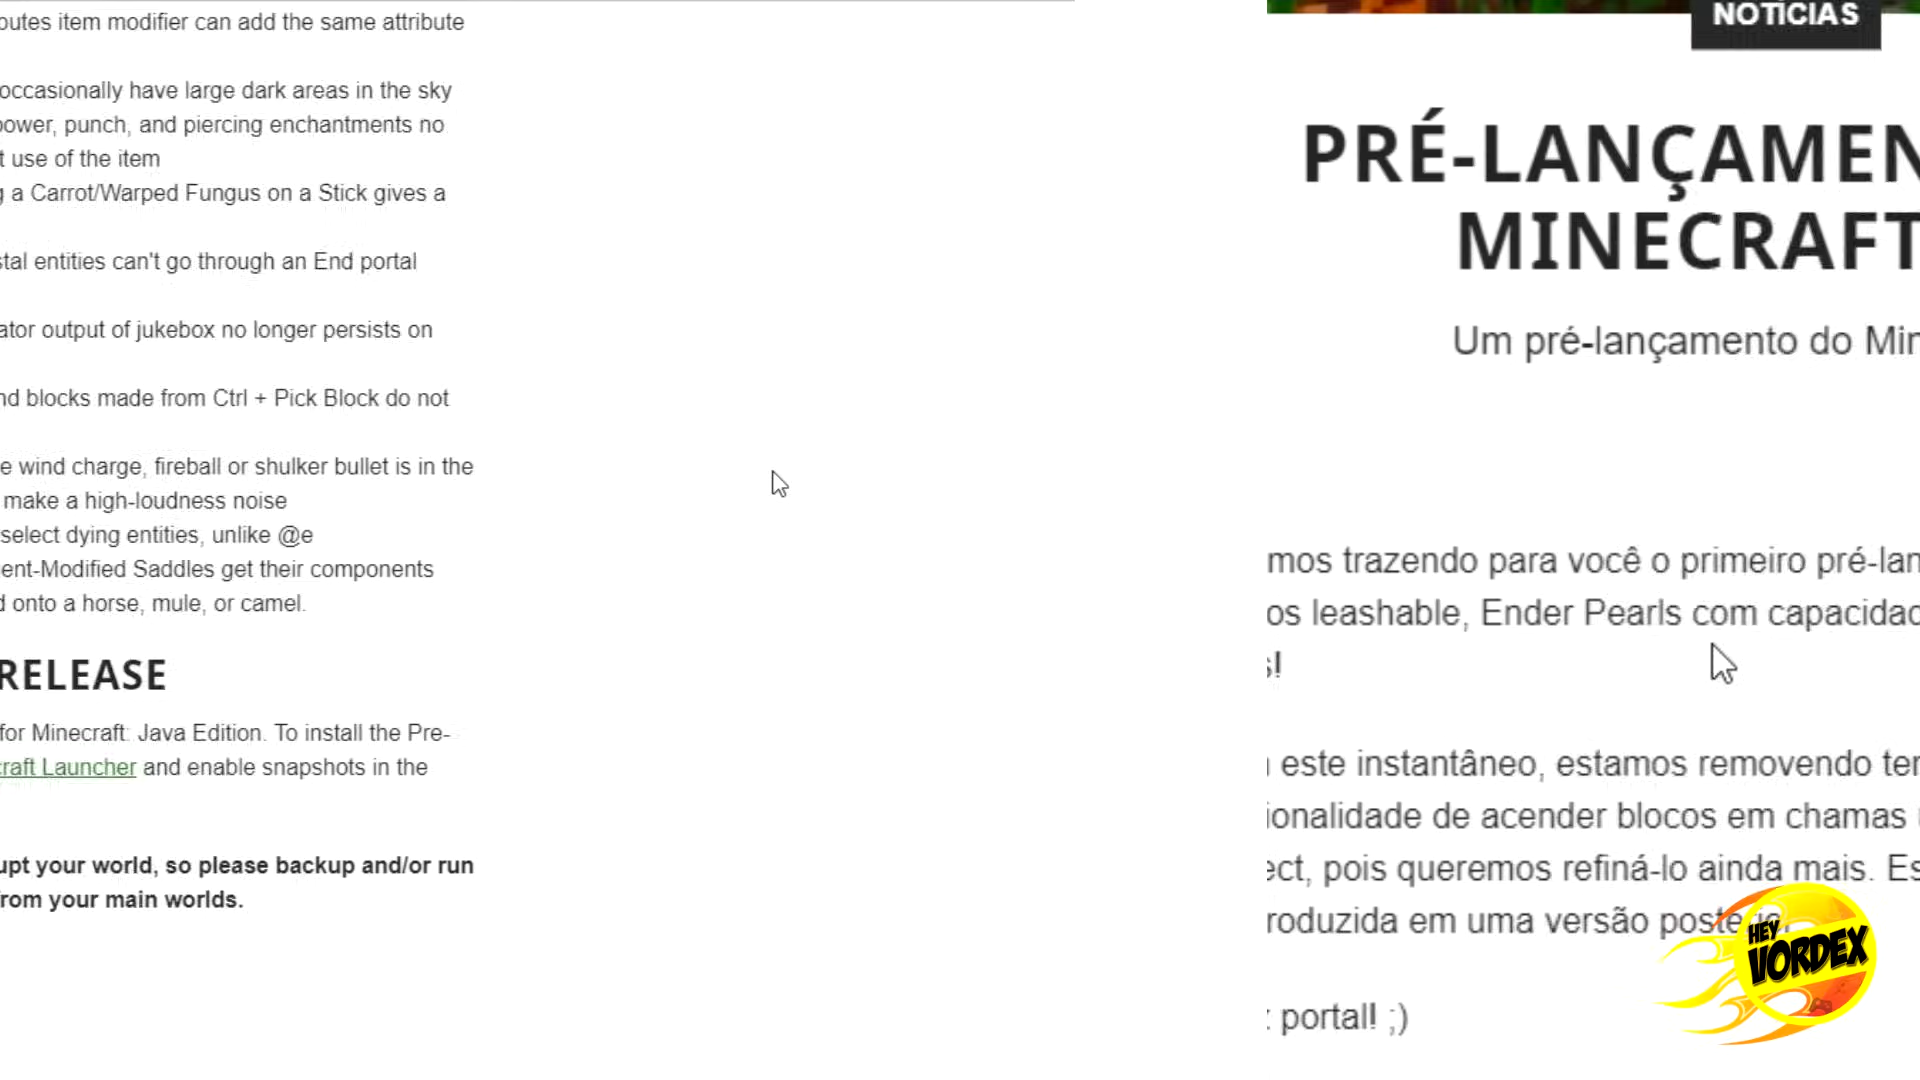 item modifier can add the same attribute
occasionally have large dark areas in the sky
power, punch, and piercing enchantments no
t use of the item
g a Carrot/Warped Fungus on a Stick gives a
entities can't go through an End portal
output of jukebox no longer persists on
blocks made from Ctrl + Pick Block do not
e wind charge, fireball or shulker bullet is in the
make a high-loudness noise
select dying entities, unlike @e
ent-Modified Saddles get their components
onto a horse, mule, or camel.
RELEASE
for Minecraft: Java Edition. To install the Pre-
craft Launcher and enable snapshots in the
upt your world, so please backup and/or run
from your main worlds.
NOTÍCIAS
PRÉ-LANÇAMEN
MINECRAFT
Um pré-lançamento do Min
mos trazendo para você o primeiro pré-lan
os leashable, Ender Pearls com capacidad
s!
este instantâneo, estamos removendo ter
ionalidade de acender blocos em chamas
ect, pois queremos refiná-lo ainda mais. Es
roduzida em uma versão
portal! ;)
HEY
VORDEX